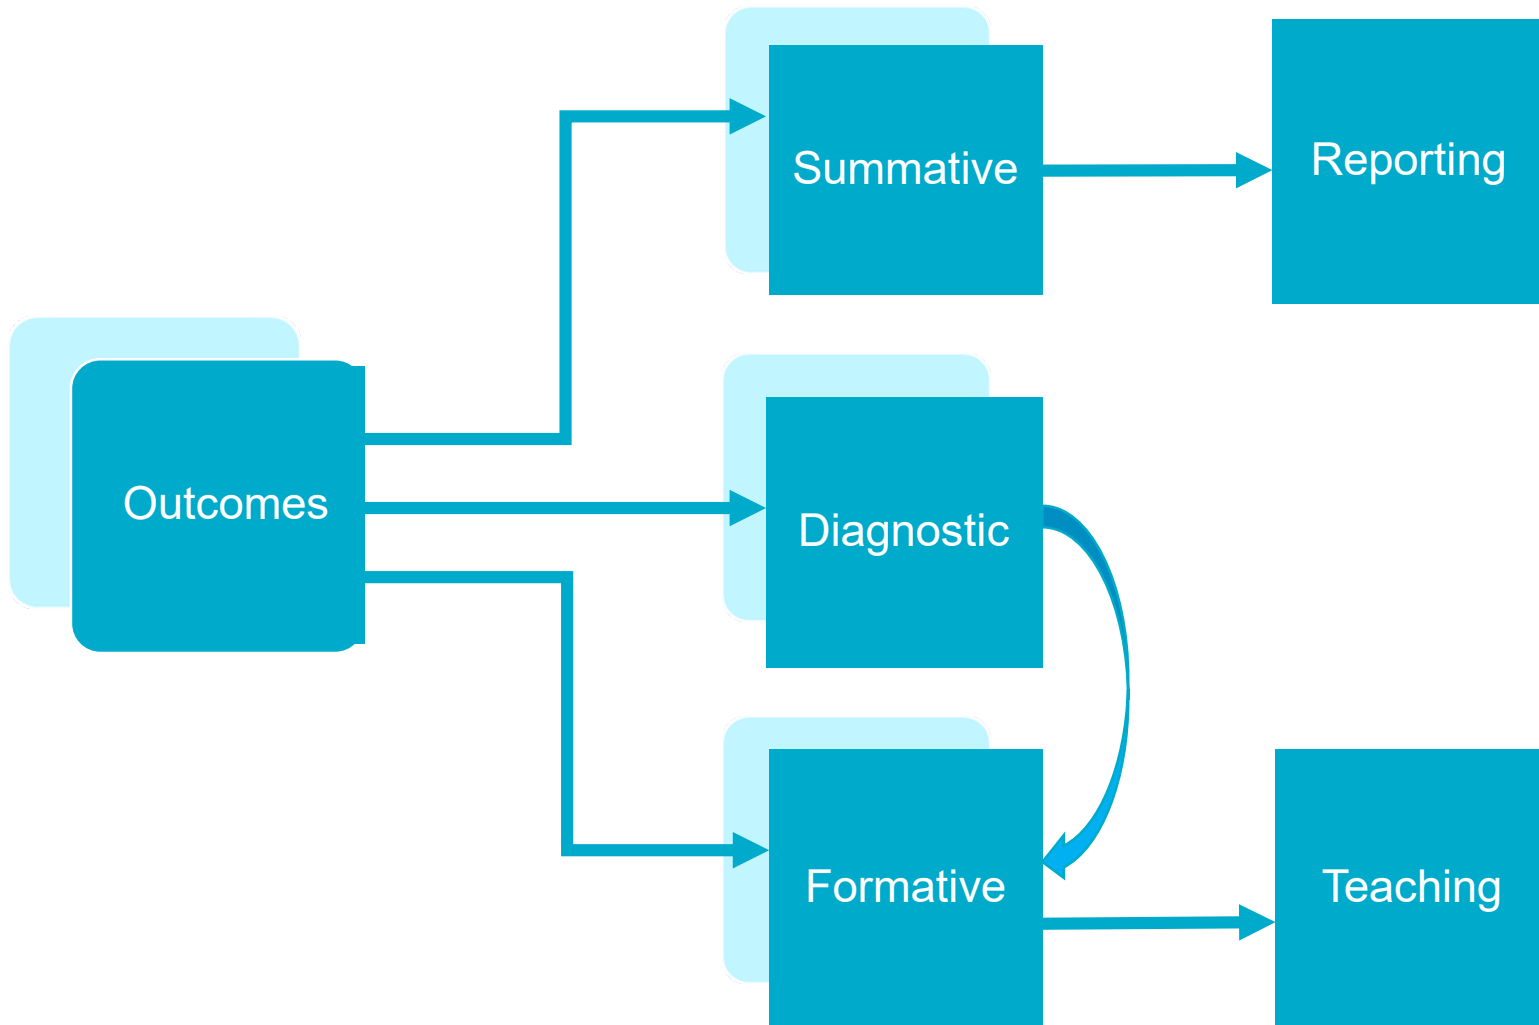 Summative
Reporting
Outcomes
Diagnostic
Formative
Teaching